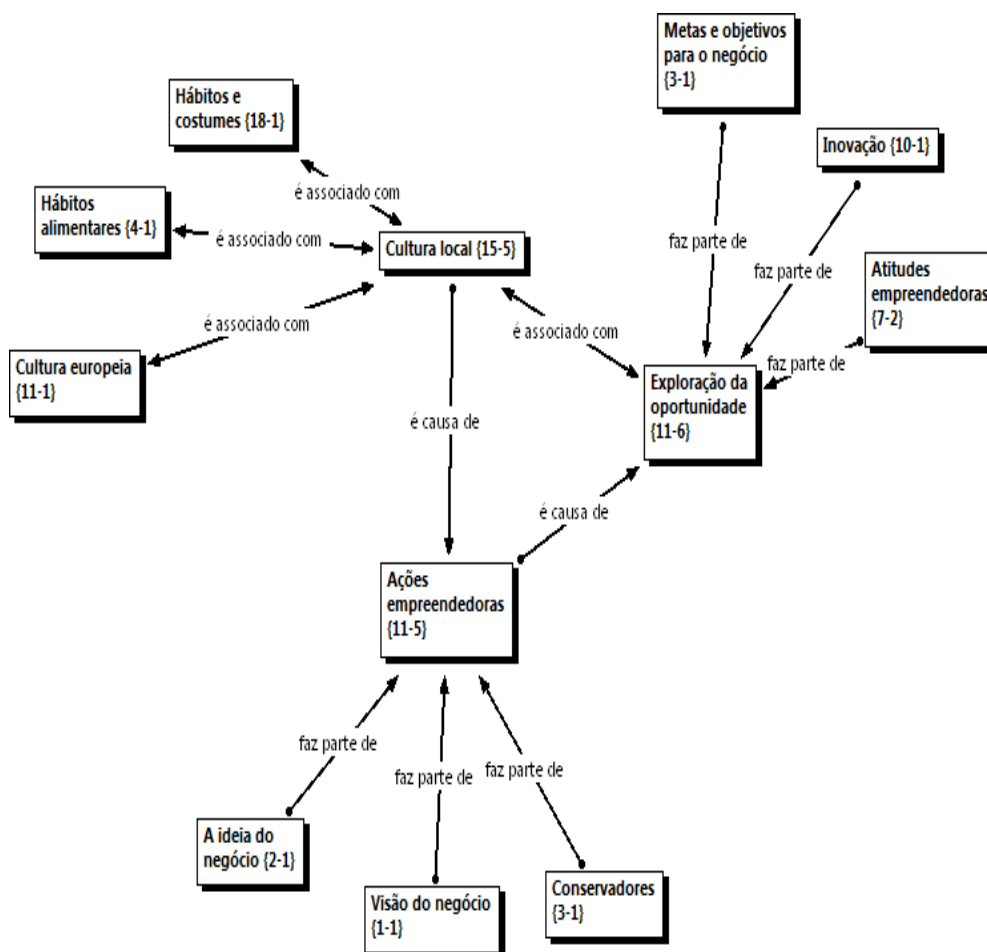 Metas e objetivos
para o negócio
{3-1}
Hábitos e
costumes {18-1}
Inovação {10-1}
é associado com
Hábitos
alimentares {4-1}
é associado com
Cultura local {15-5}
faz parte de
faz parte de
Atitudes
empreendedoras
{7-2}
é associado com
é associado com
faz parte de
Cultura europeia
{11-1}
Exploração da
oportunidade
{11-6}
é causa de
é causa de
Ações
empreendedoras
{11-5}
faz parte de
faz parte de
faz parte de
A ideia do
negócio {2-1}
Visão do negócio
{1-1}
Conservadores
{3-1}